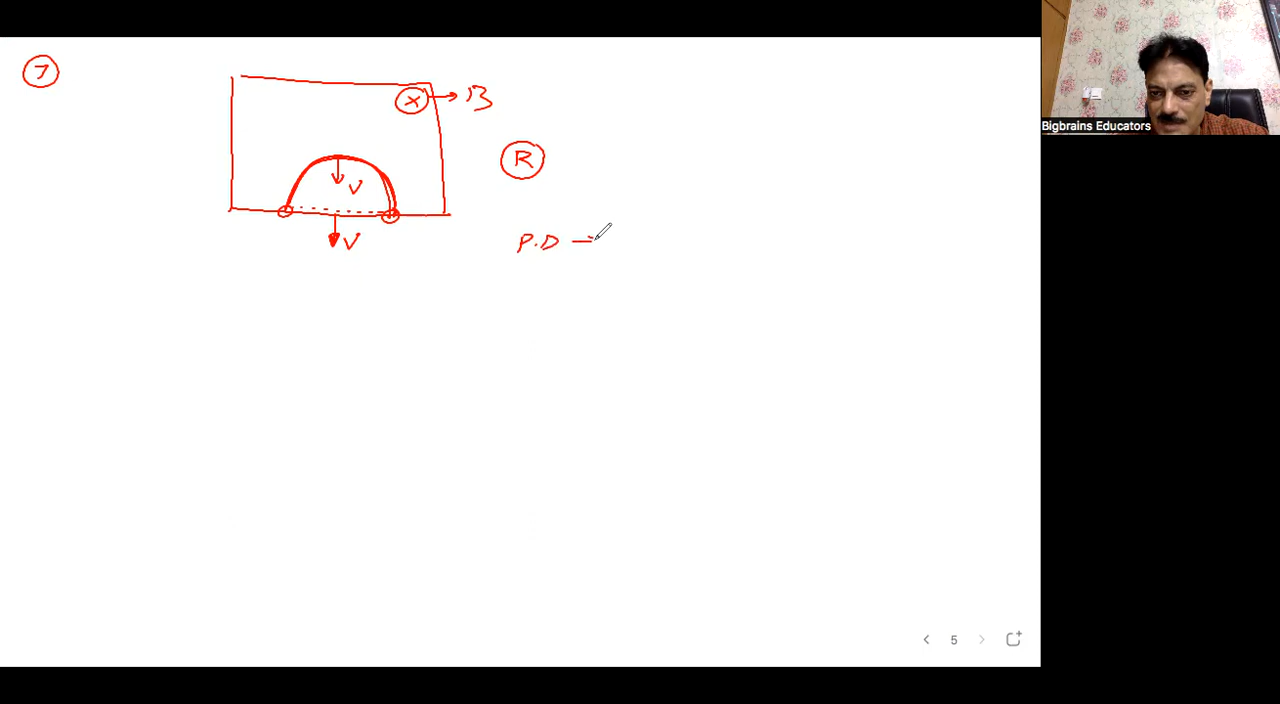 7
X → B
R
V
V
P.D –
Bigbrains Educators
5